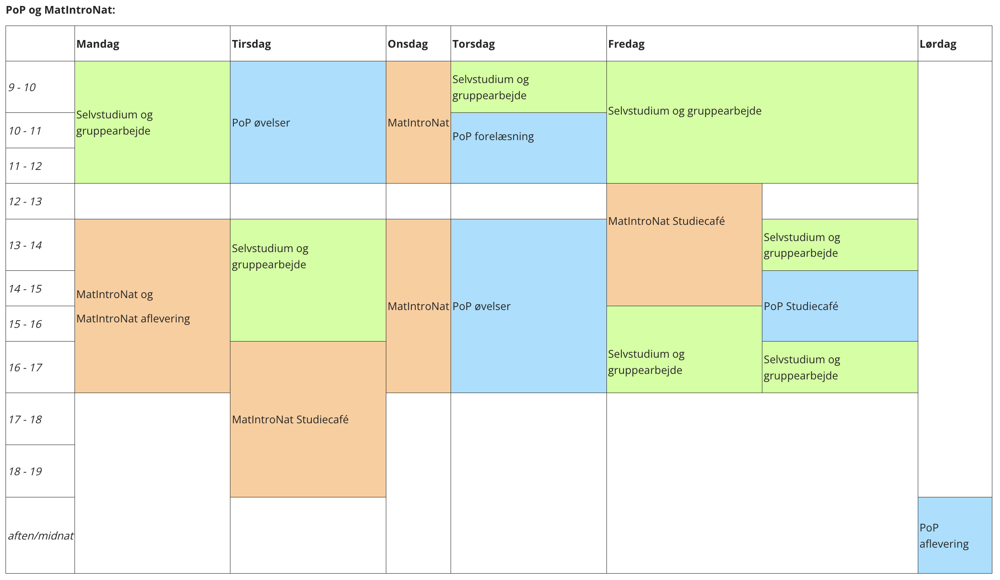 PoP og MatIntroNat:
Mandag
Tirsdag
Onsdag
Torsdag
Fredag
Lørdag
9 - 10
Selvstudium og
gruppearbejde
PoP øvelser
MatIntroNat
Selvstudium og
gruppearbejde
Selvstudium og gruppearbejde
10 - 11
PoP forelæsning
11 - 12
12 - 13
MatIntroNat Studiecafé
13 - 14
MatIntroNat og
MatIntroNat aflevering
Selvstudium og
gruppearbejde
MatIntroNat
PoP øvelser
Selvstudium og
gruppearbejde
14 - 15
PoP Studiecafé
15 - 16
Selvstudium og
gruppearbejde
16 - 17
MatIntroNat Studiecafé
Selvstudium og
gruppearbejde
17 - 18
18 - 19
aften/midnat
PoP
aflevering